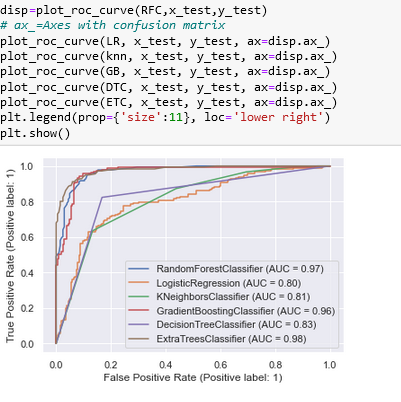 disp=plot_roc_curve(RFC,x_test,y_test)
# ax_=Axes with confusion matrix
plot_roc_curve(LR, x_test, y_test, ax=disp.ax_)
plot_roc_curve(knn, x_test, y_test, ax=disp.ax_)
plot_roc_curve(GB, x_test, y_test, ax=disp.ax_)
plot_roc_curve(DTC, x_test, y_test, ax=disp.ax_)
plot_roc_curve(ETC, x_test, y_test, ax=disp.ax_)
plt.legend(prop={'size':11}, loc='lower right')
plt.show()
True Positive Rate (Positive label: 1)
1.0
0.8
0.6
0.4
0.2
0.0
RandomForestClassifier (AUC = 0.97)
LogisticRegression (AUC = 0.80)
KNeighborsClassifier (AUC = 0.81)
GradientBoostingClassifier (AUC = 0.96)
DecisionTreeClassifier (AUC = 0.83)
ExtraTreesClassifier (AUC = 0.98)
0.0 0.2 0.4 0.6 0.8 1.0
False Positive Rate (Positive label: 1)